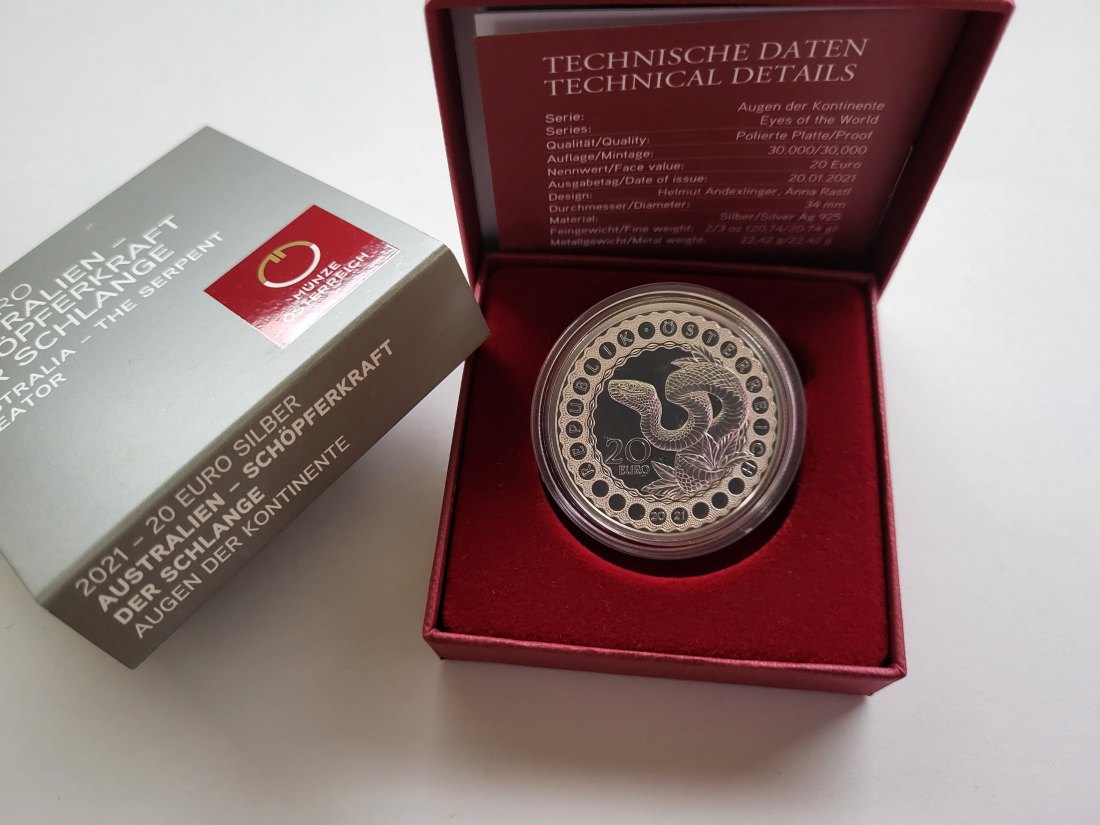 TECHNISCHE DATEN
TECHNICAL DETAILS
Serie: Augen der Kontinente
Series: Eyes of the World
Qualität/Quality: Polierte Platte/Proof
Auflage/Mintage: 30.000/30,000
Nennwert/Face value: 20 Euro
Ausgabetag/Date of issue: 20.01.2021
Design: Helmut Andexlinger, Anna Rastl
Durchmesser/Diameter: 34 mm
Material: Silber/Silver Ag 925
Feingewicht/Fine weight: 2/3 oz (20,74/20.74 g)
Metallgewicht/Metal weight: 22,42 g/22.42 g
MÜNZE
ÖSTERREICH
SCHLANGE
THE SERPENT
2021 – 20 EURO SILBER
AUSTRALIEN – SCHÖPFERKRAFT
DER SCHLANGE
AUGEN DER KONTINENTE
REPUBLIK • ÖSTERREICH
20
EURO
2021